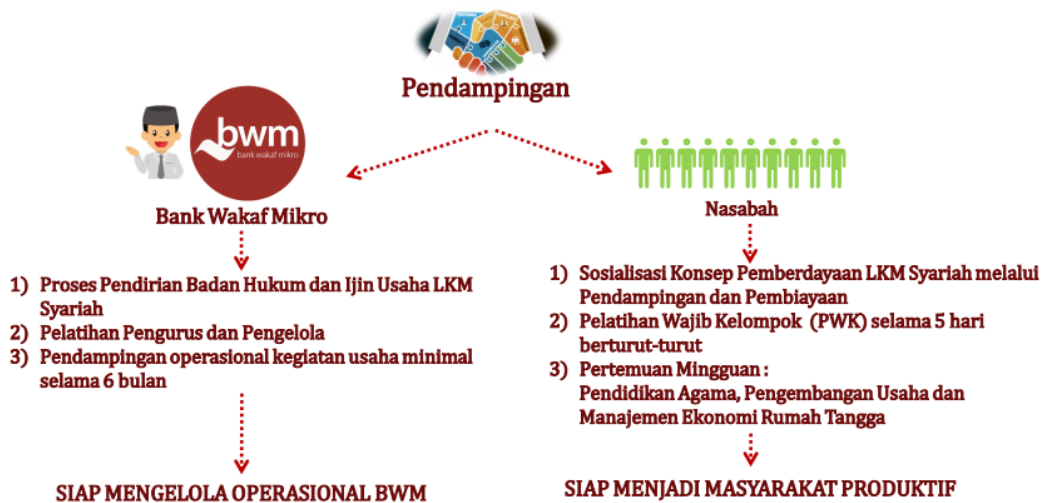 Pendampingan
bwm
bank wakaf mikro
Bank Wakaf Mikro
1) Proses Pendirian Badan Hukum dan Ijin Usaha LKM
Syariah
2) Pelatihan Pengurus dan Pengelola
3) Pendampingan operasional kegiatan usaha minimal
selama 6 bulan
SIAP MENGELOLA OPERASIONAL BWM
Nasabah
1) Sosialisasi Konsep Pemberdayaan LKM Syariah melalui
Pendampingan dan Pembiayaan
2) Pelatihan Wajib Kelompok (PWK) selama 5 hari
berturut-turut
3) Pertemuan Mingguan :
Pendidikan Agama, Pengembangan Usaha dan
Manajemen Ekonomi Rumah Tangga
SIAP MENJADI MASYARAKAT PRODUKTIF